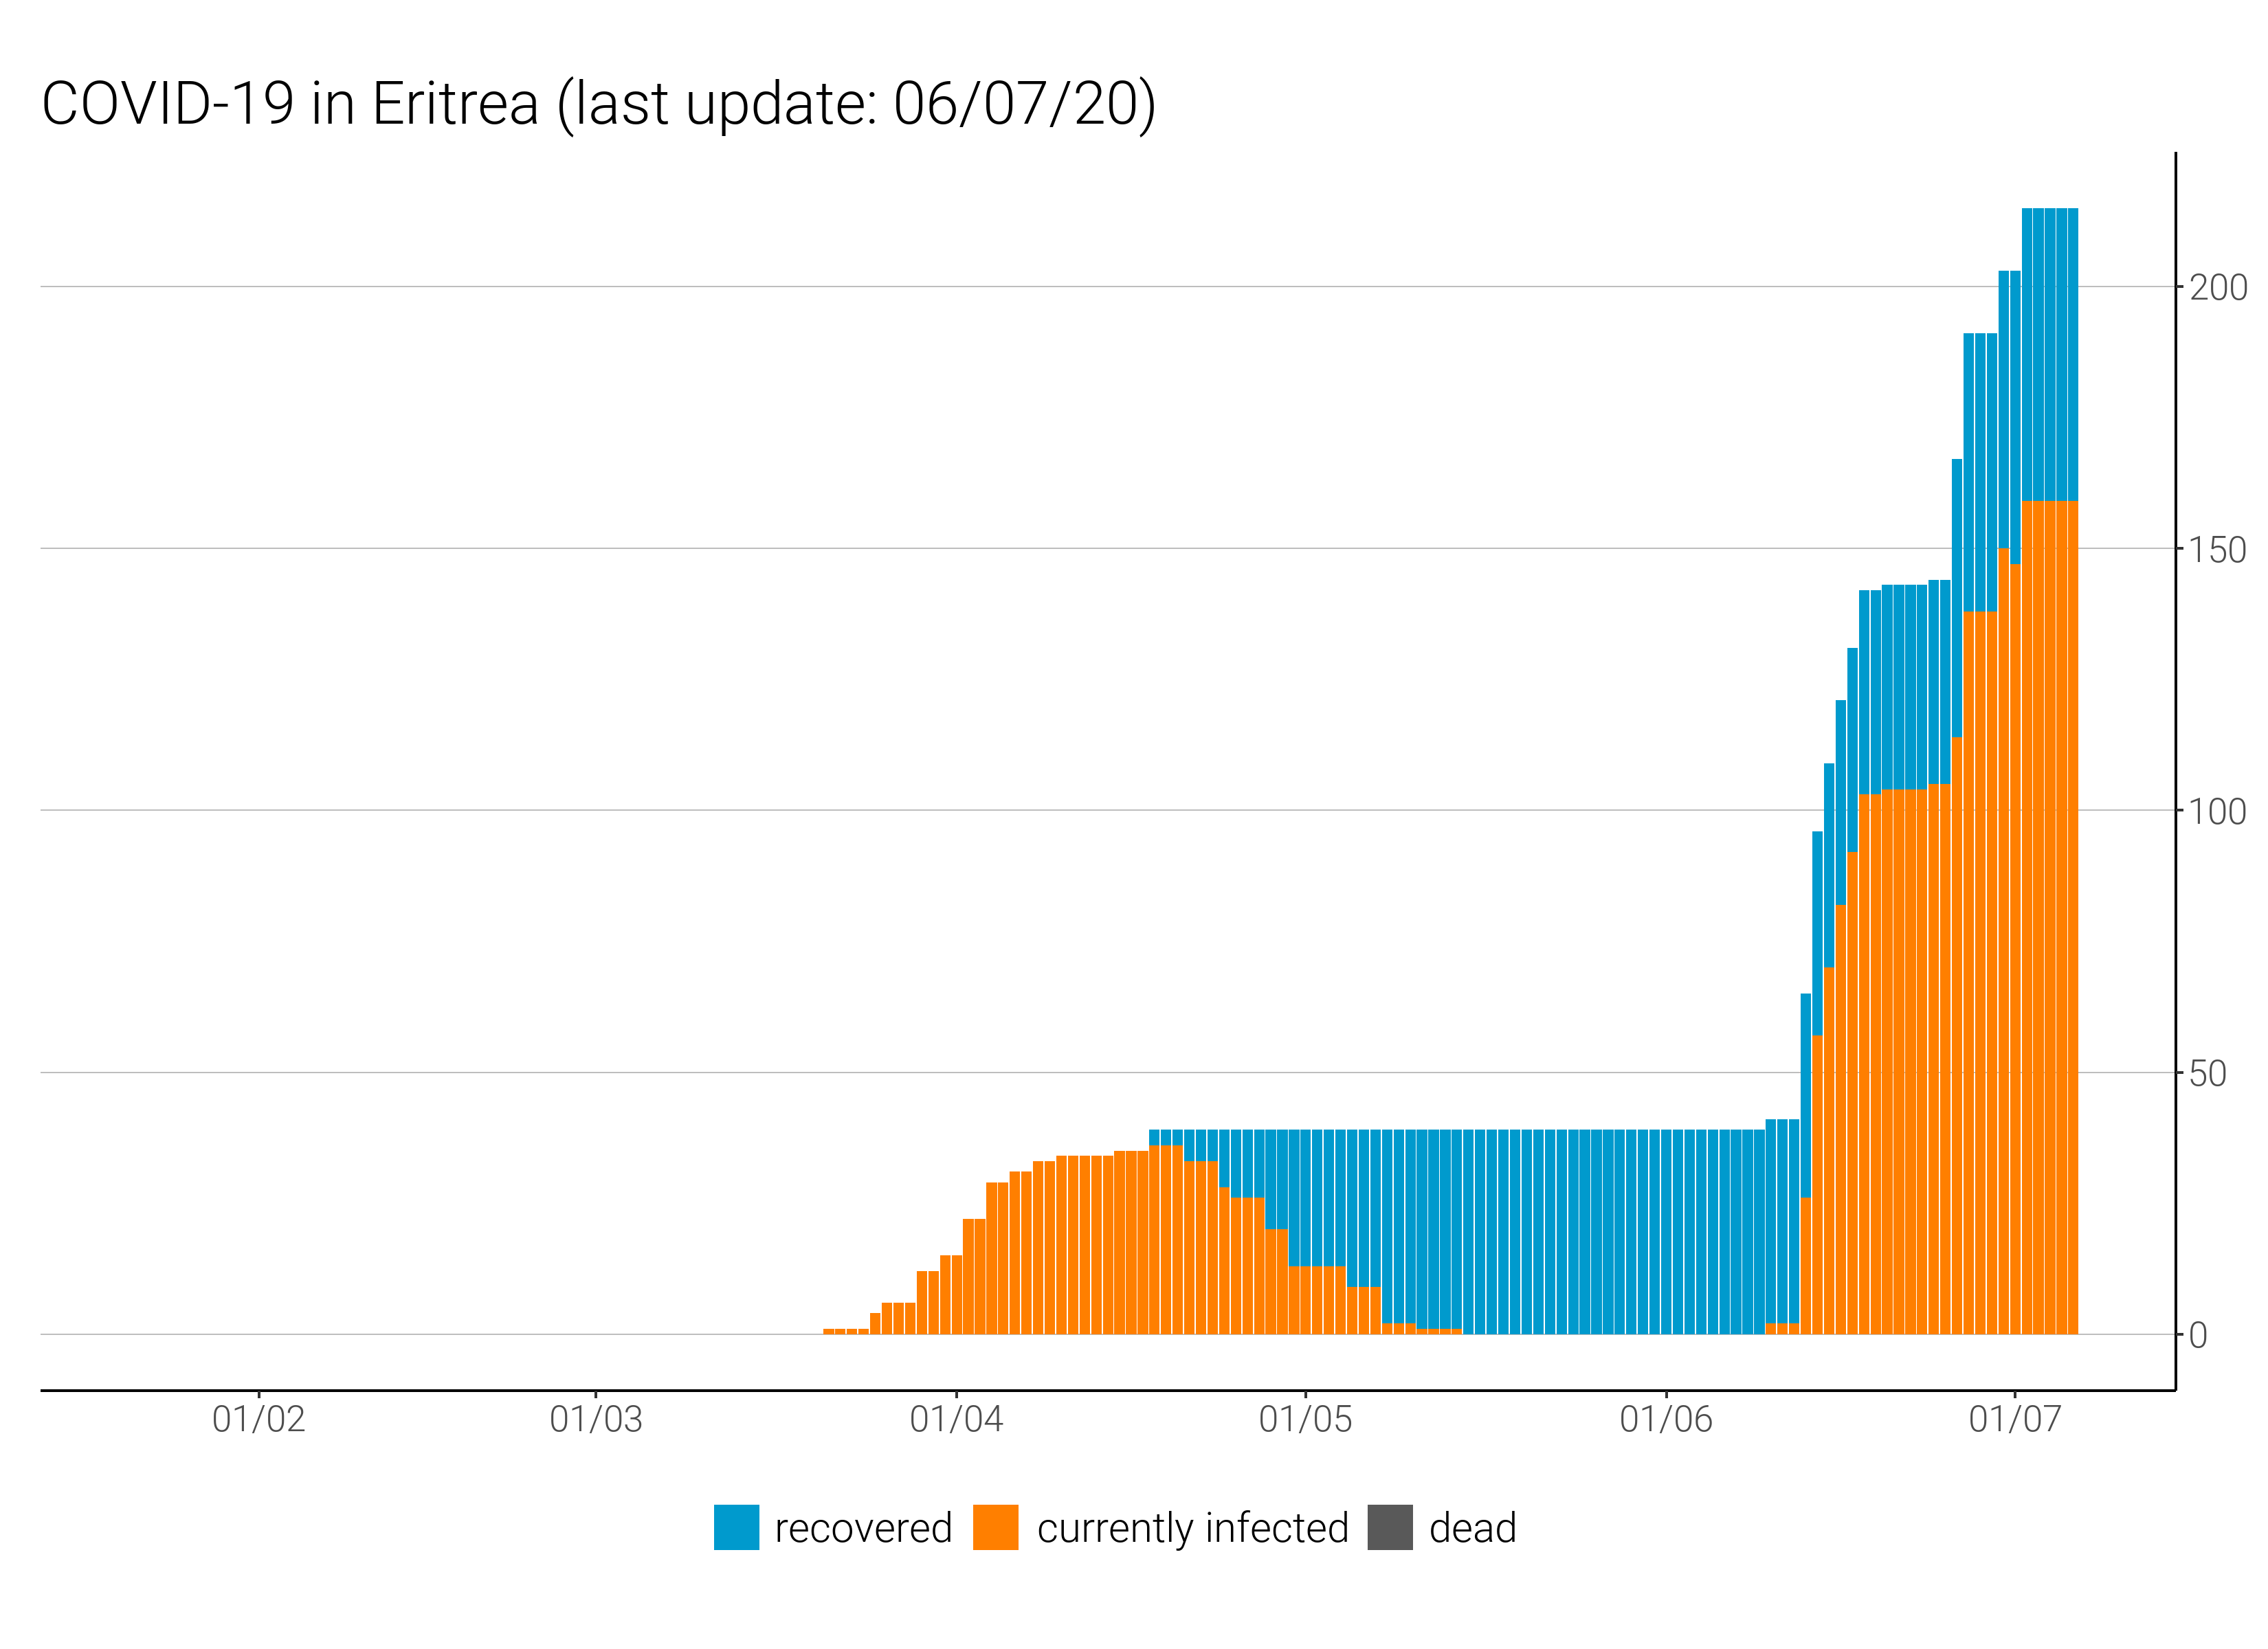 COVID-19 in Eritrea (last update: 06/07/20)
200
150
100
50
0
01/02 01/03 01/04 01/05 01/06 01/07
recovered currently infected dead